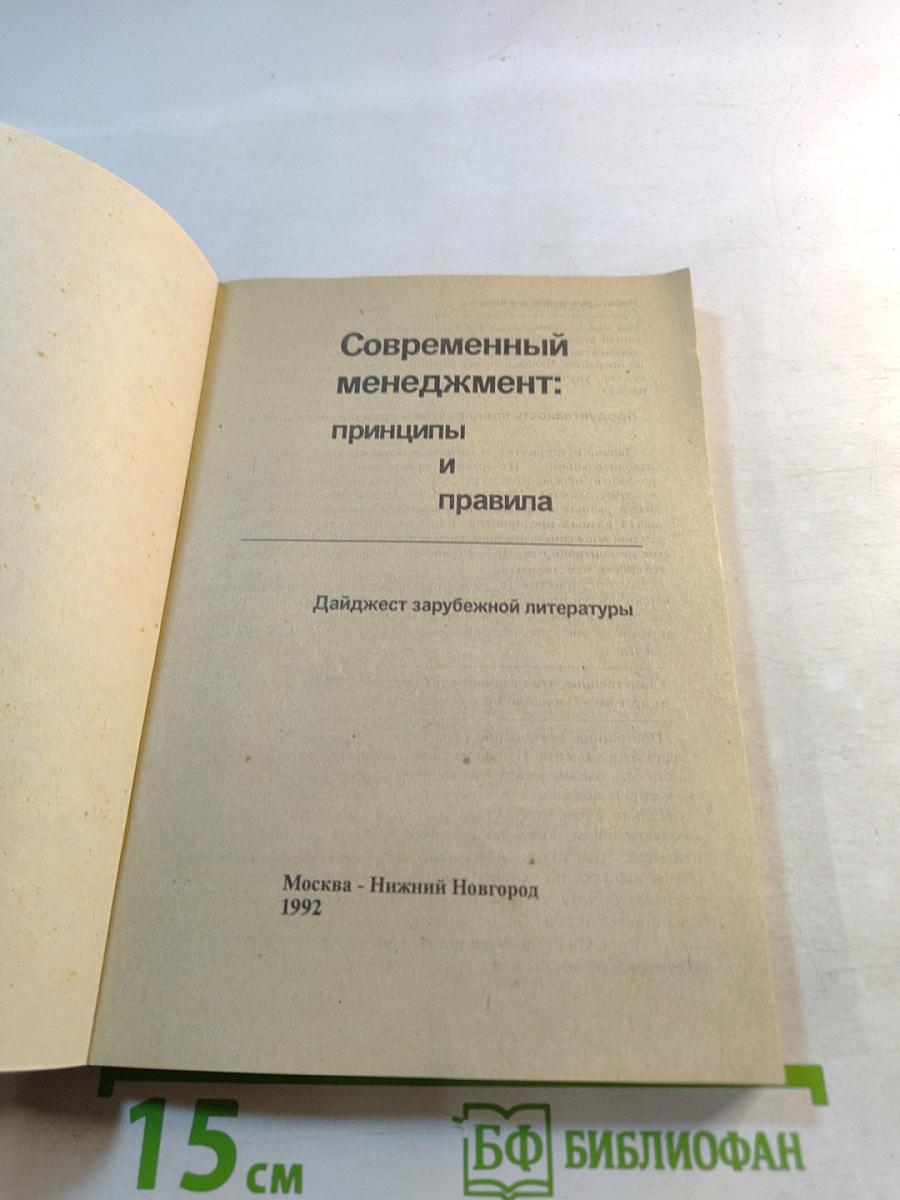 Современный
менеджмент:
принципы
и
правила
Дайджест зарубежной литературы
Москва - Нижний Новгород
1992
15 см
БФ БИБЛИОФАН